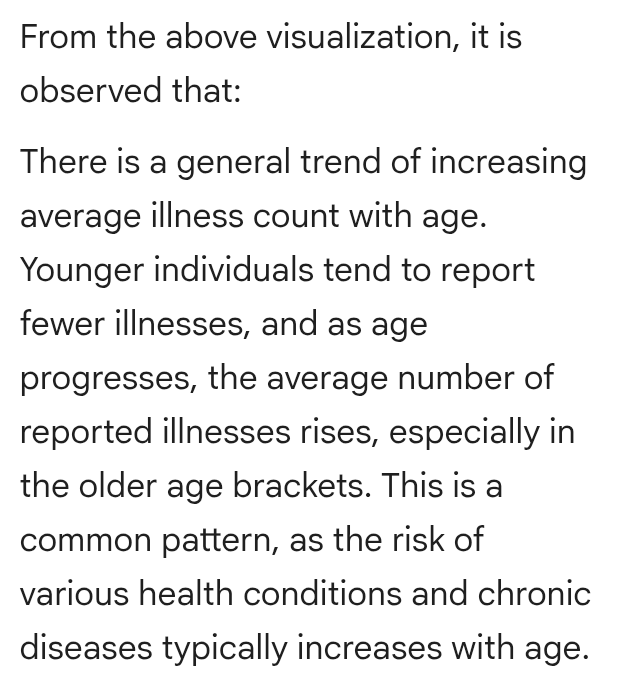 From the above visualization, it is
observed that:
There is a general trend of increasing
average illness count with age.
Younger individuals tend to report
fewer illnesses, and as age
progresses, the average number of
reported illnesses rises, especially in
the older age brackets. This is a
common pattern, as the risk of
various health conditions and chronic
diseases typically increases with age.